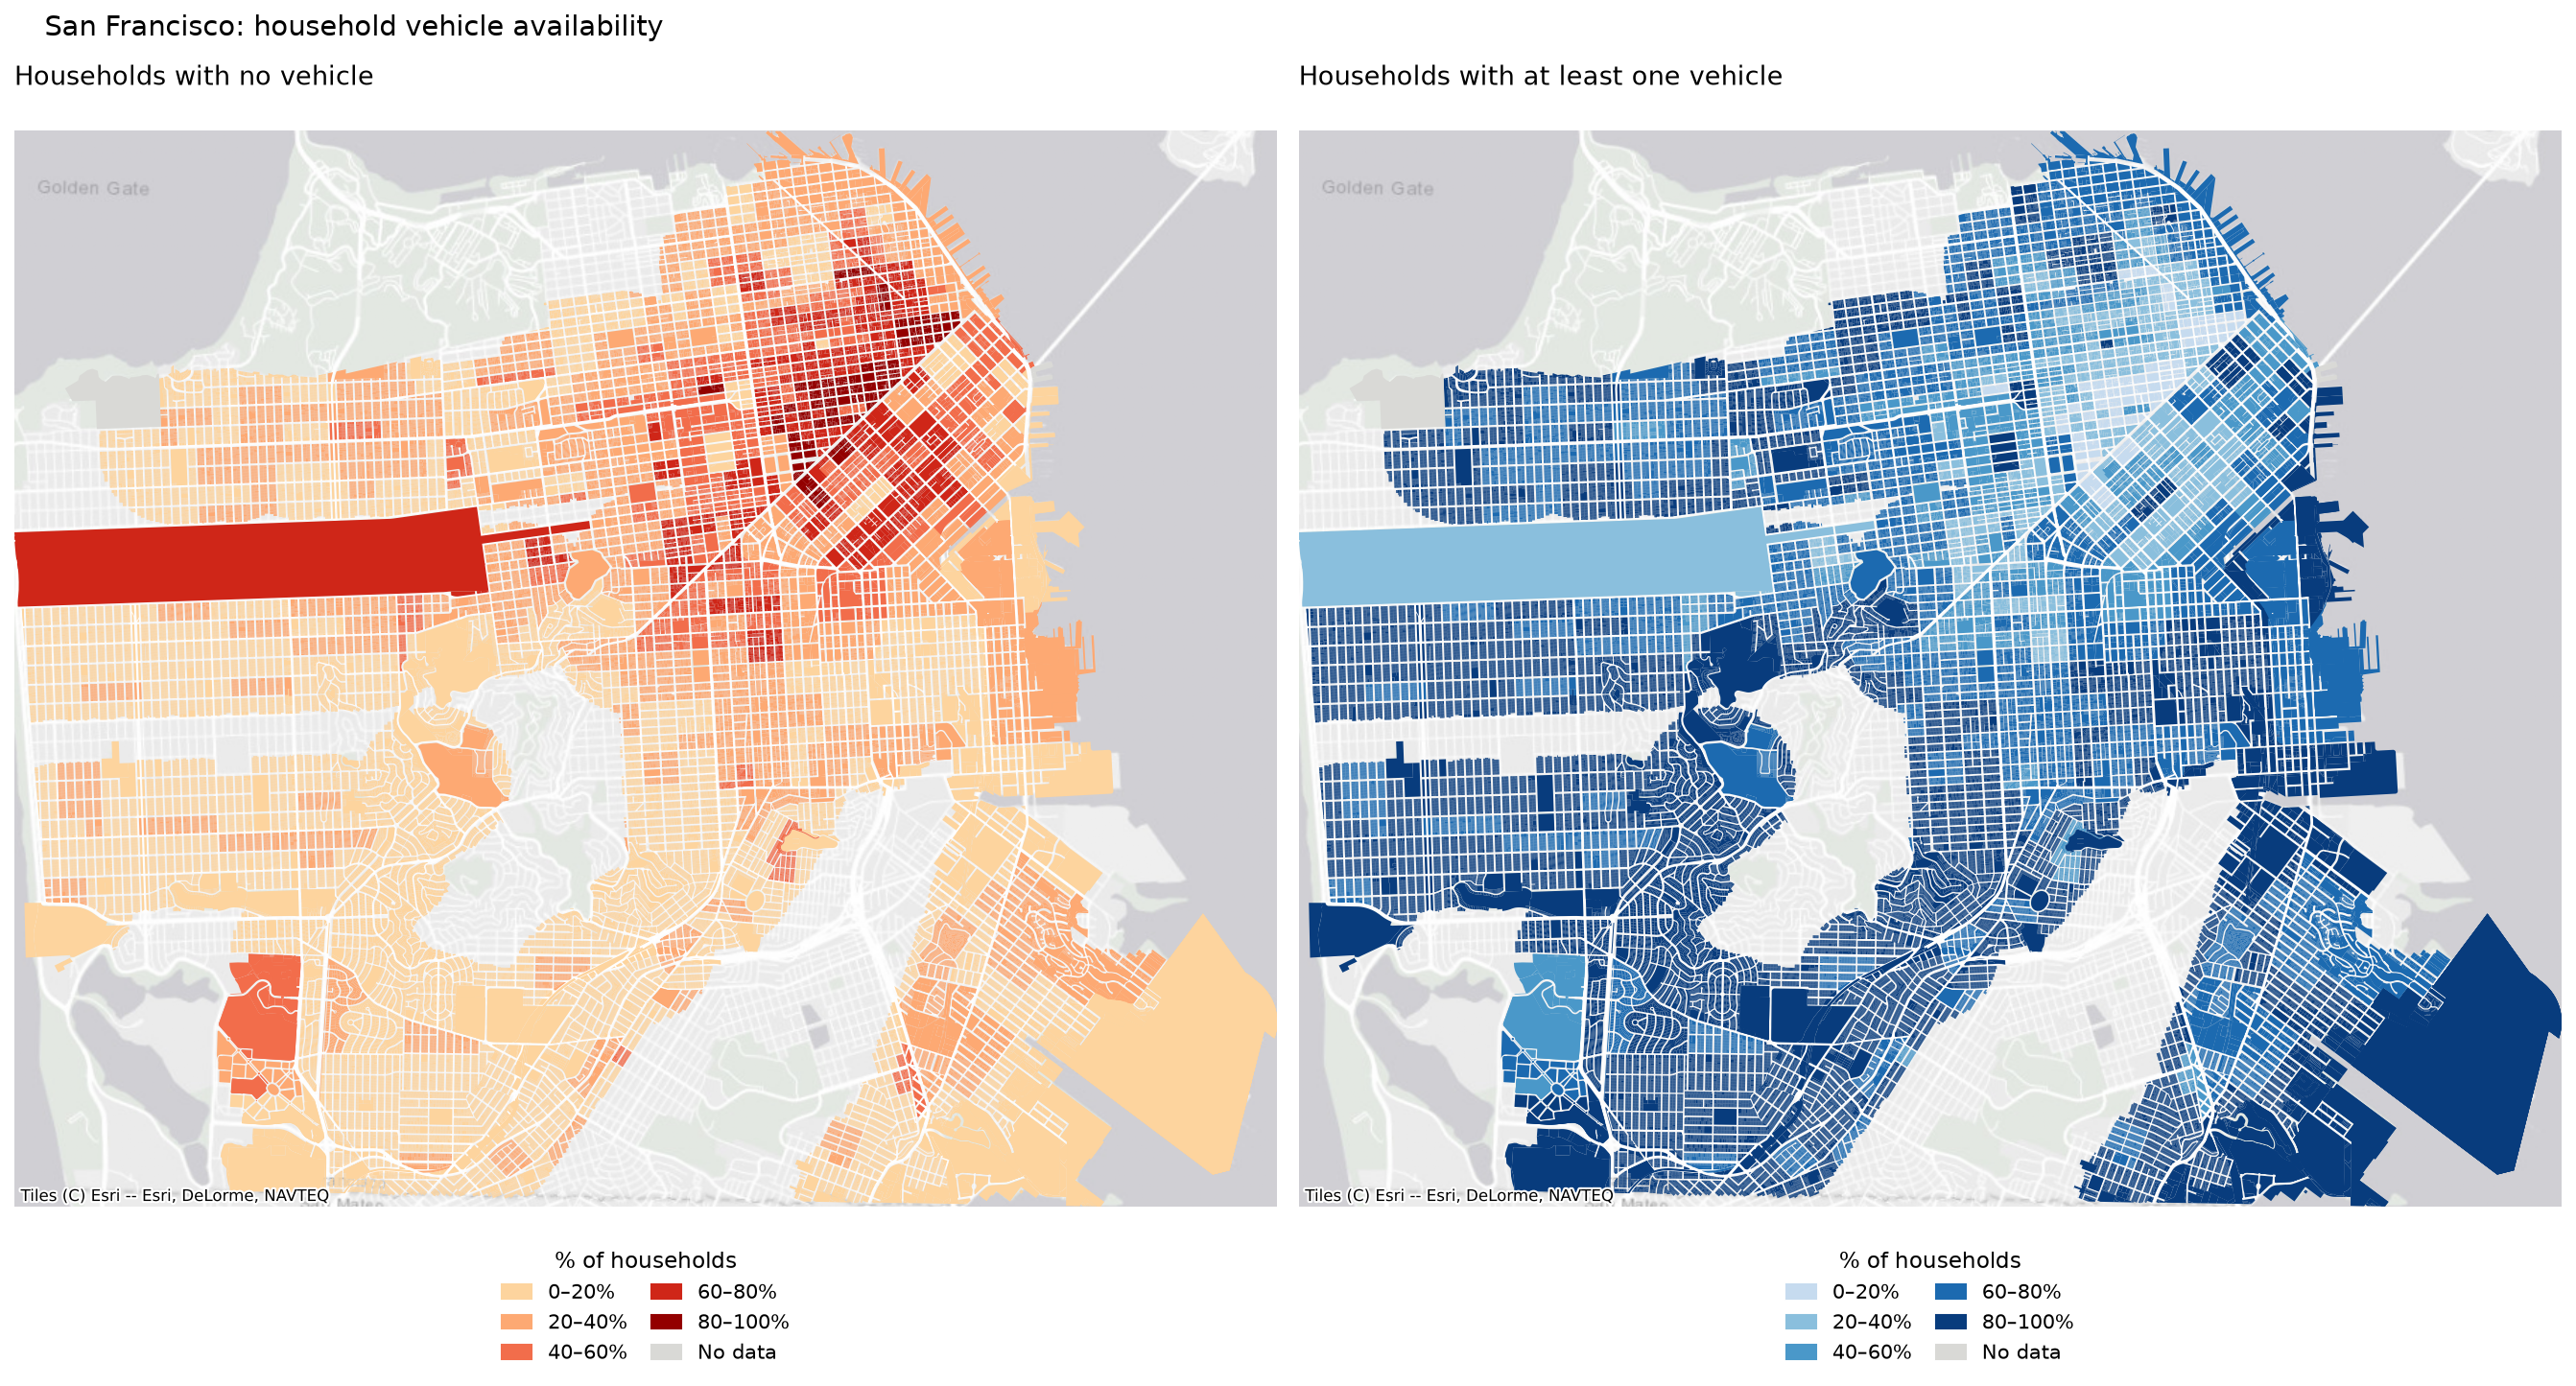 San Francisco: household vehicle availability
Households with no vehicle
Households with at least one vehicle
Golden Gate
Golden Gate
Tiles (C) Esri -- Esri, DeLorme, NAVTEQ
Tiles (C) Esri -- Esri, DeLorme, NAVTEQ
% of households
0–20%
20–40%
40–60%
60–80%
80–100%
No data
% of households
0–20%
20–40%
40–60%
60–80%
80–100%
No data